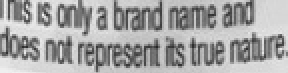 This is only a brand name and
does not represent its true nature.